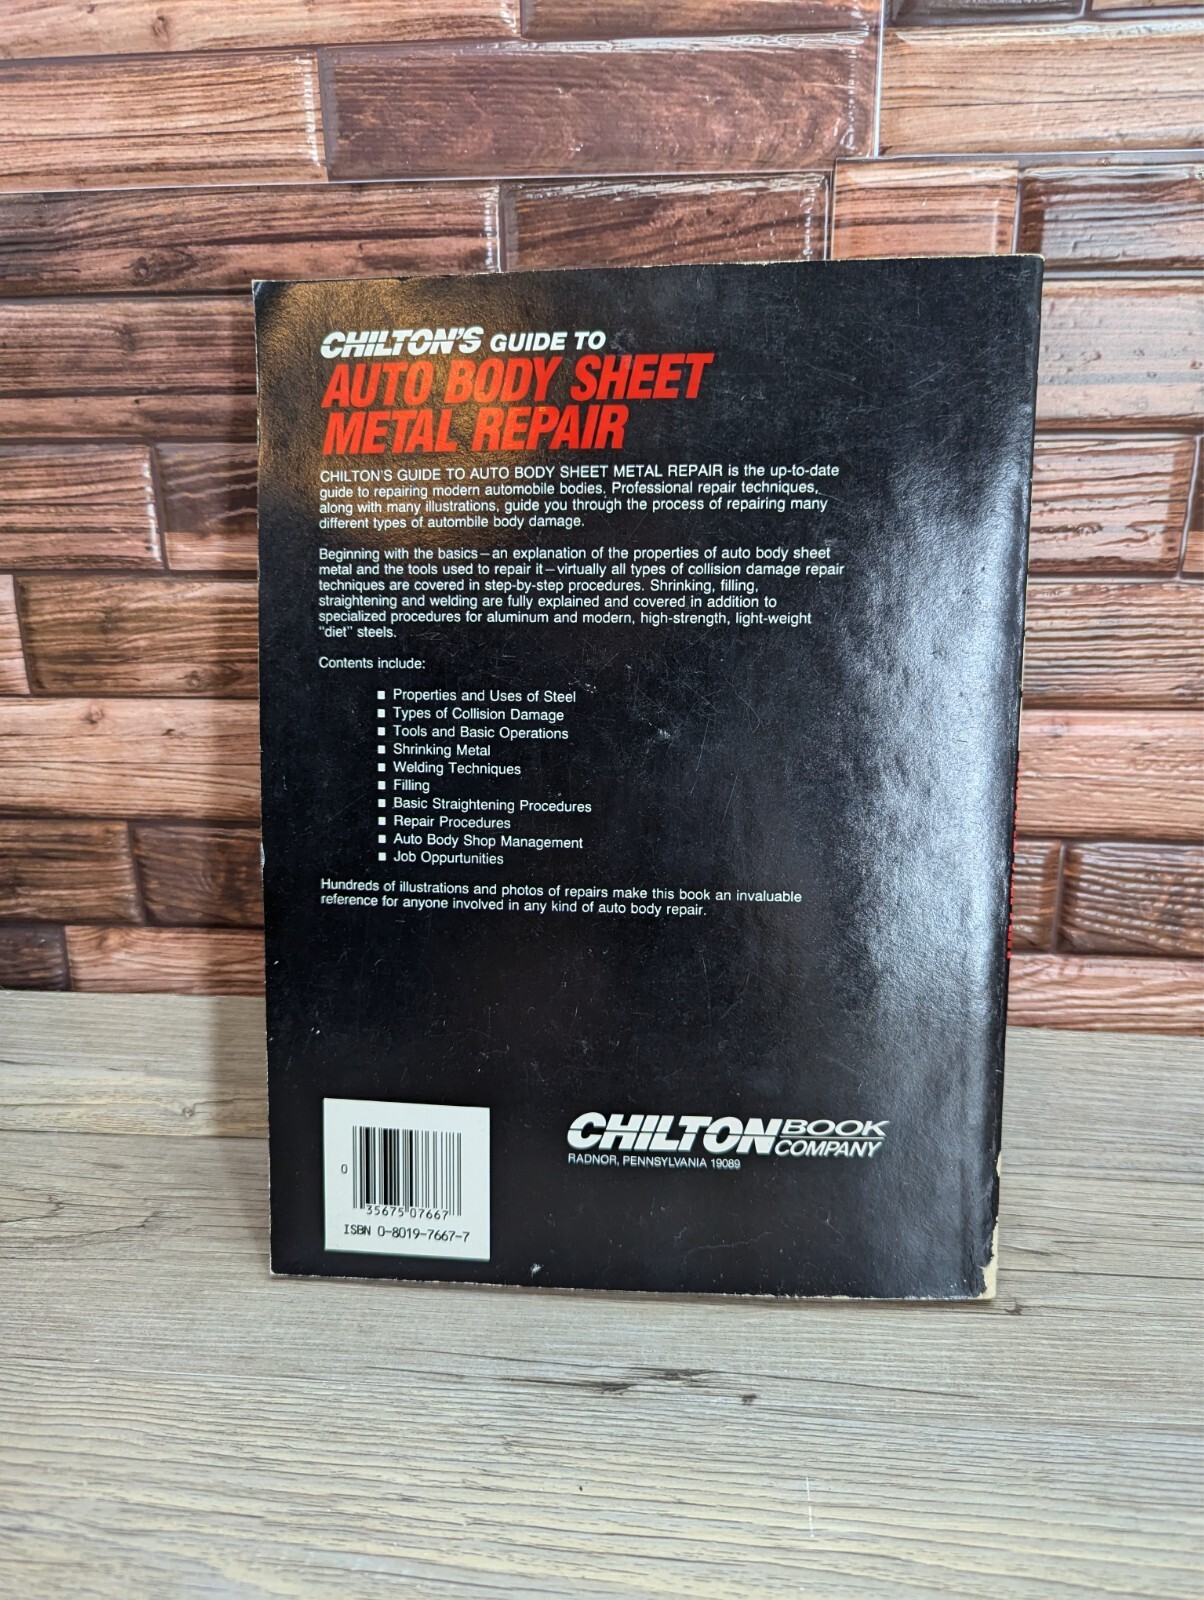 CHILTON'S GUIDE TO
AUTO BODY SHEET
METAL REPAIR
CHILTON'S GUIDE TO AUTO BODY SHEET METAL REPAIR is the up-to-date
guide to repairing modern automobile bodies. Professional repair techniques,
along with many illustrations, guide you through the process of repairing many
different types of autombile body damage.
Beginning with the basics—an explanation of the properties of auto body sheet
metal and the tools used to repair it—virtually all types of collision damage repair
techniques are covered in step-by-step procedures. Shrinking, filling,
straightening and welding are fully explained and covered in addition to
specialized procedures for aluminum and modern, high-strength, light-weight
"diet" steels.
Contents include:
■ Properties and Uses of Steel
■ Types of Collision Damage
■ Tools and Basic Operations
■ Shrinking Metal
■ Welding Techniques
■ Filling
■ Basic Straightening Procedures
■ Repair Procedures
■ Auto Body Shop Management
■ Job Oppurtunities
Hundreds of illustrations and photos of repairs make this book an invaluable
reference for anyone involved in any kind of auto body repair.
CHILTON BOOK COMPANY
RADNOR, PENNSYLVANIA 19089
0 35675 07667
ISBN 0-8019-7667-7